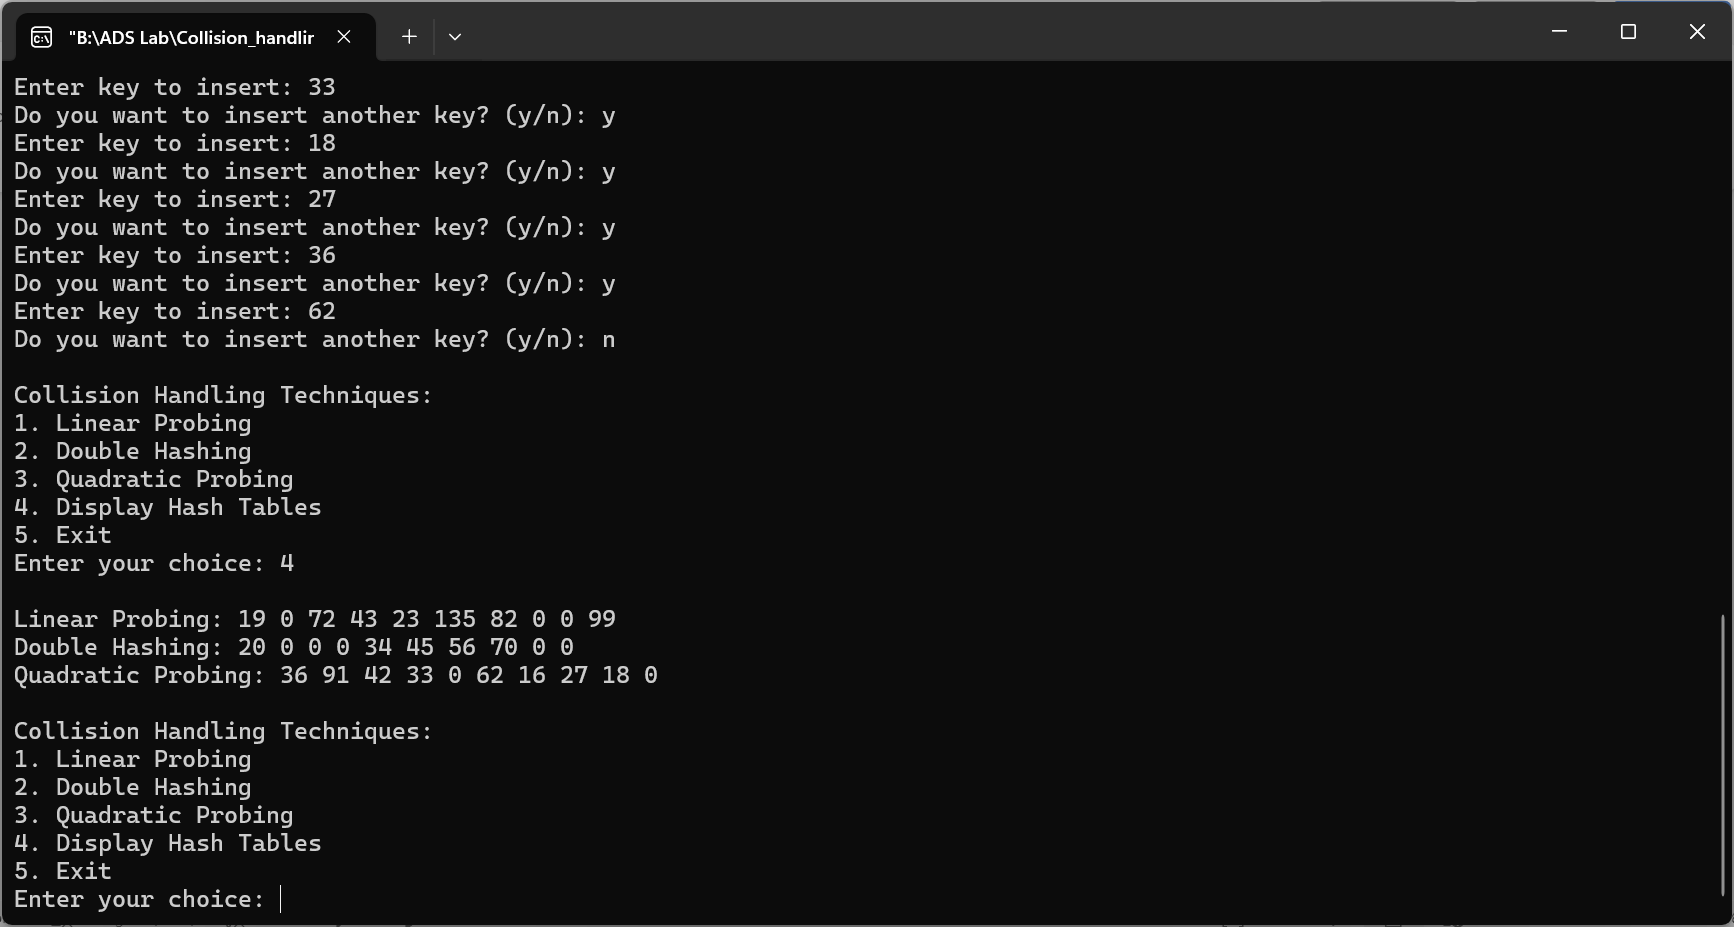 "B:\ADS Lab\Collision_handlir
Enter key to insert: 33
Do you want to insert another key? (y/n): y
Enter key to insert: 18
Do you want to insert another key? (y/n): y
Enter key to insert: 27
Do you want to insert another key? (y/n): y
Enter key to insert: 36
Do you want to insert another key? (y/n): y
Enter key to insert: 62
Do you want to insert another key? (y/n): n
Collision Handling Techniques:
1. Linear Probing
2. Double Hashing
3. Quadratic Probing
4. Display Hash Tables
5. Exit
Enter your choice: 4
Linear Probing: 19 0 72 43 23 135 82 0 0 99
Double Hashing: 20 0 0 0 34 45 56 70 0 0
Quadratic Probing: 36 91 42 33 0 62 16 27 18 0
Collision Handling Techniques:
1. Linear Probing
2. Double Hashing
3. Quadratic Probing
4. Display Hash Tables
5. Exit
Enter your choice: